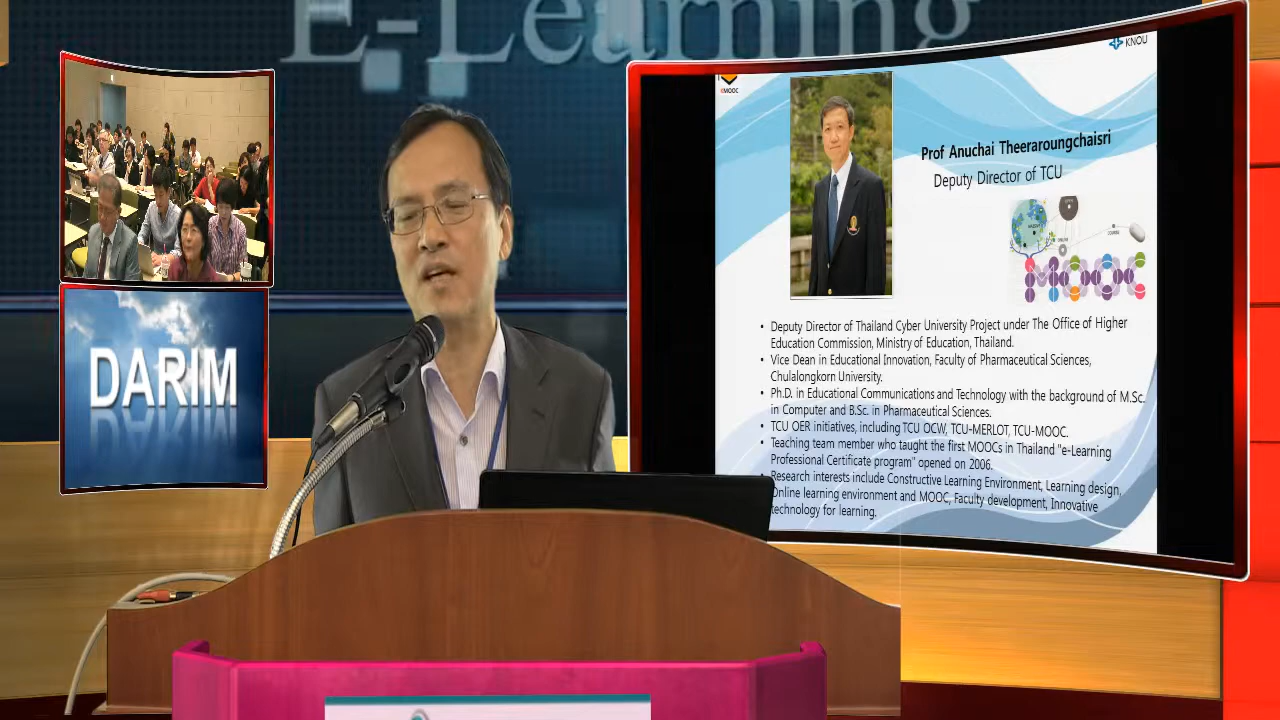 E-Learning
KNOU
eMOOC
Prof Anuchai Theeraroungchaisri
Deputy Director of TCU
MOOC
DARIM
• Deputy Director of Thailand Cyber University Project under The Office of Higher
Education Commission, Ministry of Education, Thailand.
• Vice Dean in Educational Innovation, Faculty of Pharmaceutical Sciences,
Chulalongkorn University.
• Ph.D. in Educational Communications and Technology with the background of M.Sc.
in Computer and B.Sc. in Pharmaceutical Sciences.
• TCU OER initiatives, including TCU OCW, TCU-MERLOT, TCU-MOOC.
• Teaching team member who taught the first MOOCs in Thailand "e-Learning
Professional Certificate program" opened on 2006.
• Research interests include Constructive Learning Environment, Learning design,
Online learning environment and MOOC, Faculty development, Innovative
technology for learning.